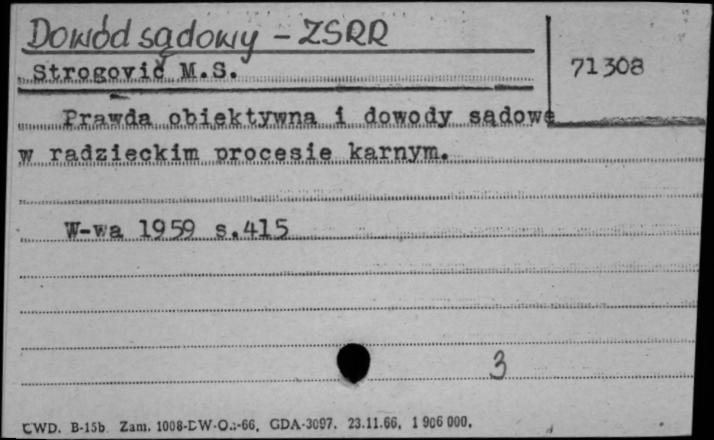 Dowód sądowy - ZSRR
71308
Strogović M.S.
Prawda obiektywna i dowody sądowe
w radzieckim procesie karnym.
W-wa 1959 s.415
3
CWD. B-15b. Zam. 1008-CW-O.:-66, GDA-3097. 23.11.66, 1 906 000.